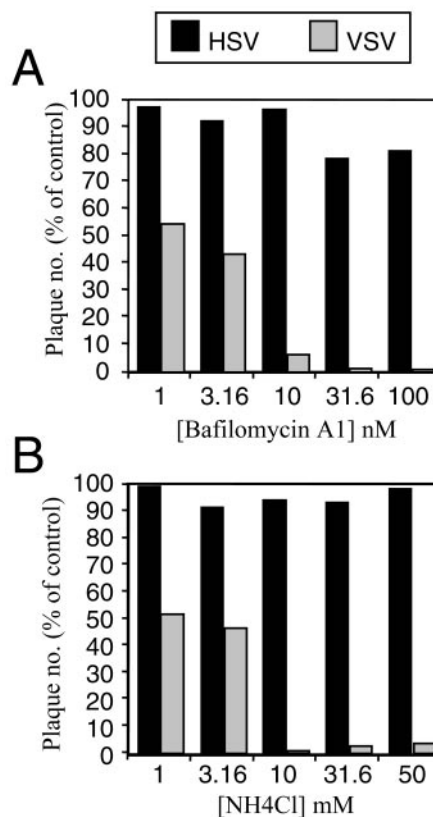 HSV VSV
A
Plaque no. (% of control)
100
90
80
70
60
50
40
30
20
10
0
1 3.16 10 31.6 100
[Bafilomycin A1] nM
B
Plaque no. (% of control)
100
90
80
70
60
50
40
30
20
10
0
1 3.16 10 31.6 50
[NH4Cl] mM